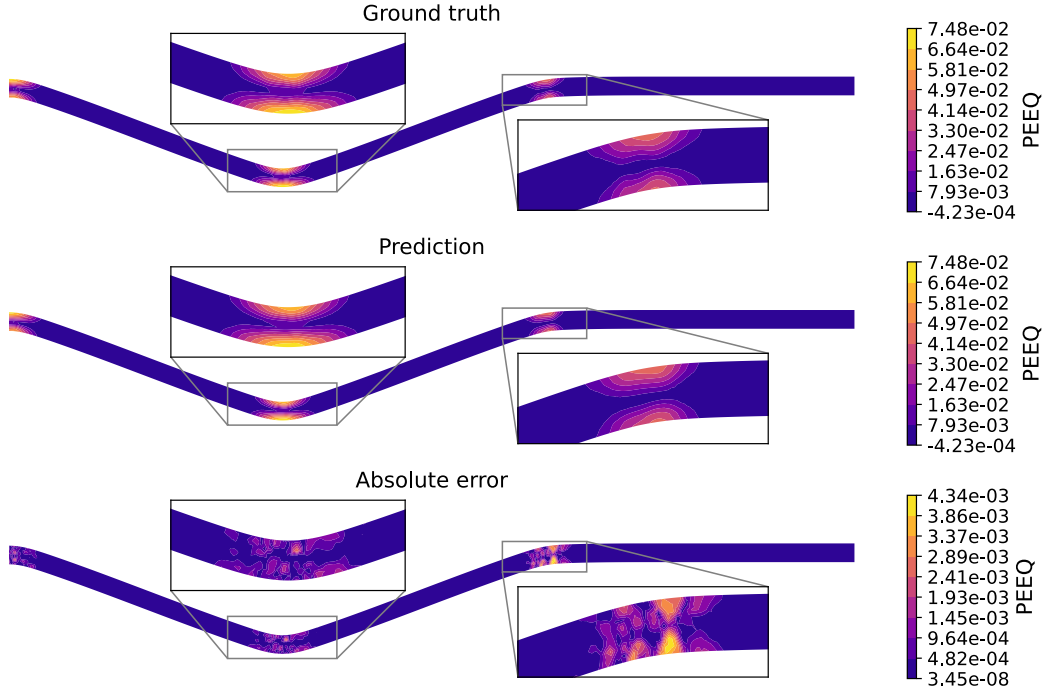 Ground truth
7.48e-02
6.64e-02
5.81e-02
4.97e-02
4.14e-02
3.30e-02
2.47e-02
1.63e-02
7.93e-03
-4.23e-04
PEEQ
Prediction
7.48e-02
6.64e-02
5.81e-02
4.97e-02
4.14e-02
3.30e-02
2.47e-02
1.63e-02
7.93e-03
-4.23e-04
PEEQ
Absolute error
4.34e-03
3.86e-03
3.37e-03
2.89e-03
2.41e-03
1.93e-03
1.45e-03
9.64e-04
4.82e-04
3.45e-08
PEEQ